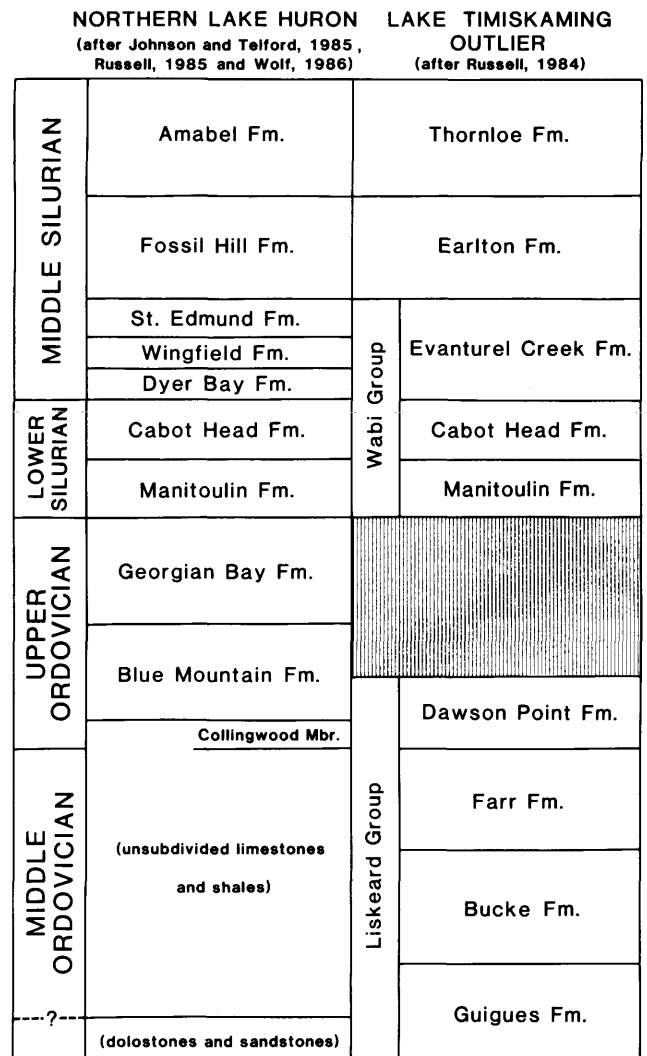 NORTHERN LAKE HURON
(after Johnson and Telford, 1985,
Russell, 1985 and Wolf, 1986)
LAKE TIMISKAMING
OUTLIER
(after Russell, 1984)
MIDDLE SILURIAN
Amabel Fm.
Thornloe Fm.
Fossil Hill Fm.
Earlton Fm.
St. Edmund Fm.
Wingfield Fm.
Dyer Bay Fm.
Wabi Group
Evanturel Creek Fm.
LOWER
SILURIAN
Cabot Head Fm.
Cabot Head Fm.
Manitoulin Fm.
Manitoulin Fm.
UPPER
ORDOVICIAN
Georgian Bay Fm.
Blue Mountain Fm.
Collingwood Mbr.
Liskeard Group
Dawson Point Fm.
MIDDLE
ORDOVICIAN
(unsubdivided limestones
and shales)
Farr Fm.
Bucke Fm.
Guigues Fm.
?
(dolostones and sandstones)